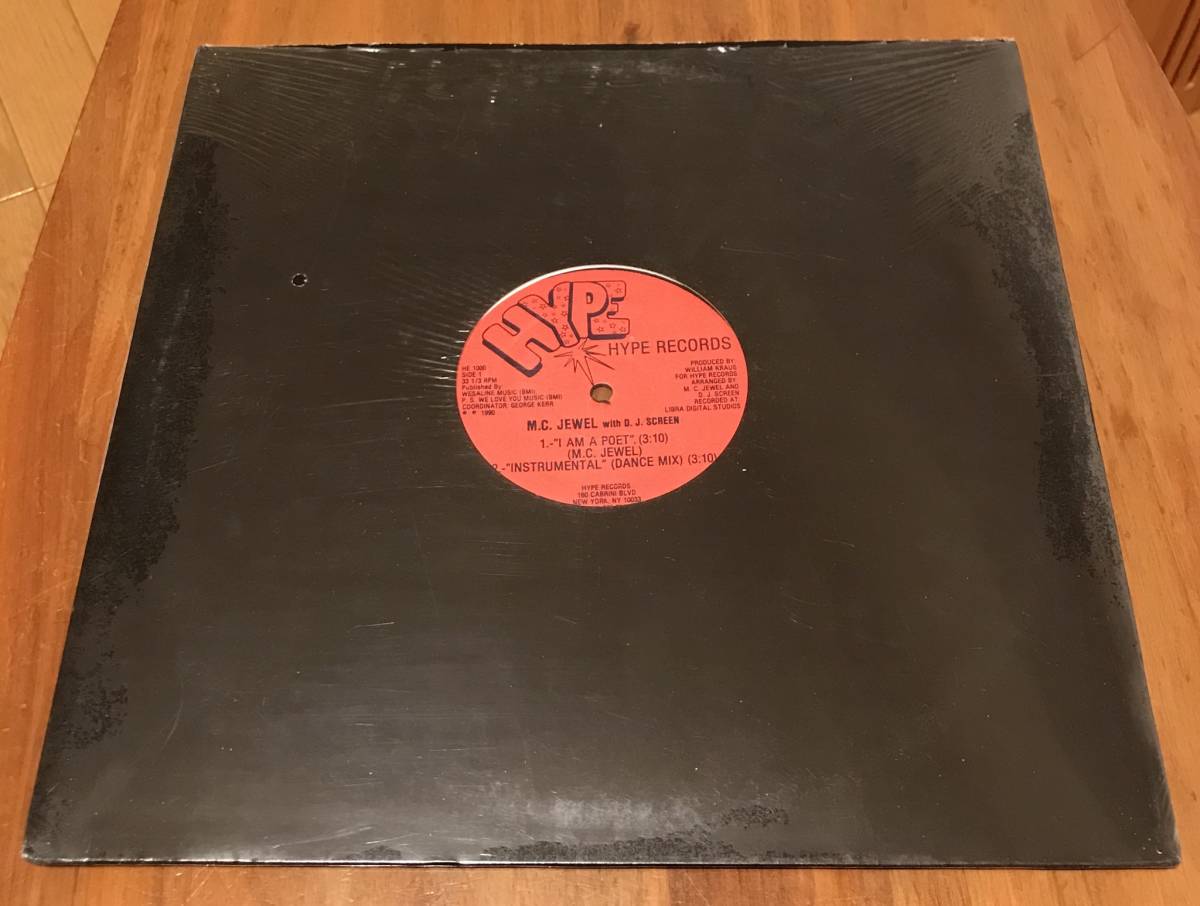 HYPE
HYPE RECORDS
HE 1000
SIDE 1
33 1/3 RPM
Published By
WESALINE MUSIC (BMI)
P. S. WE LOVE YOU MUSIC (BMI)
COORDINATOR: GEORGE KERR
1990
PRODUCED BY:
WILLIAM KRAUS
FOR HYPE RECORDS
ARRANGED BY
M. C. JEWEL AND
D. J. SCREEN
RECORDED AT:
LIBRA DIGITAL STUDIOS
M.C. JEWEL with D. J. SCREEN
1.-"I AM A POET". (3:10)
(M.C. JEWEL)
2.-"INSTRUMENTAL" (DANCE MIX) (3:10)
HYPE RECORDS
160 CABRINI BLVD
NEW YORK, NY 10033